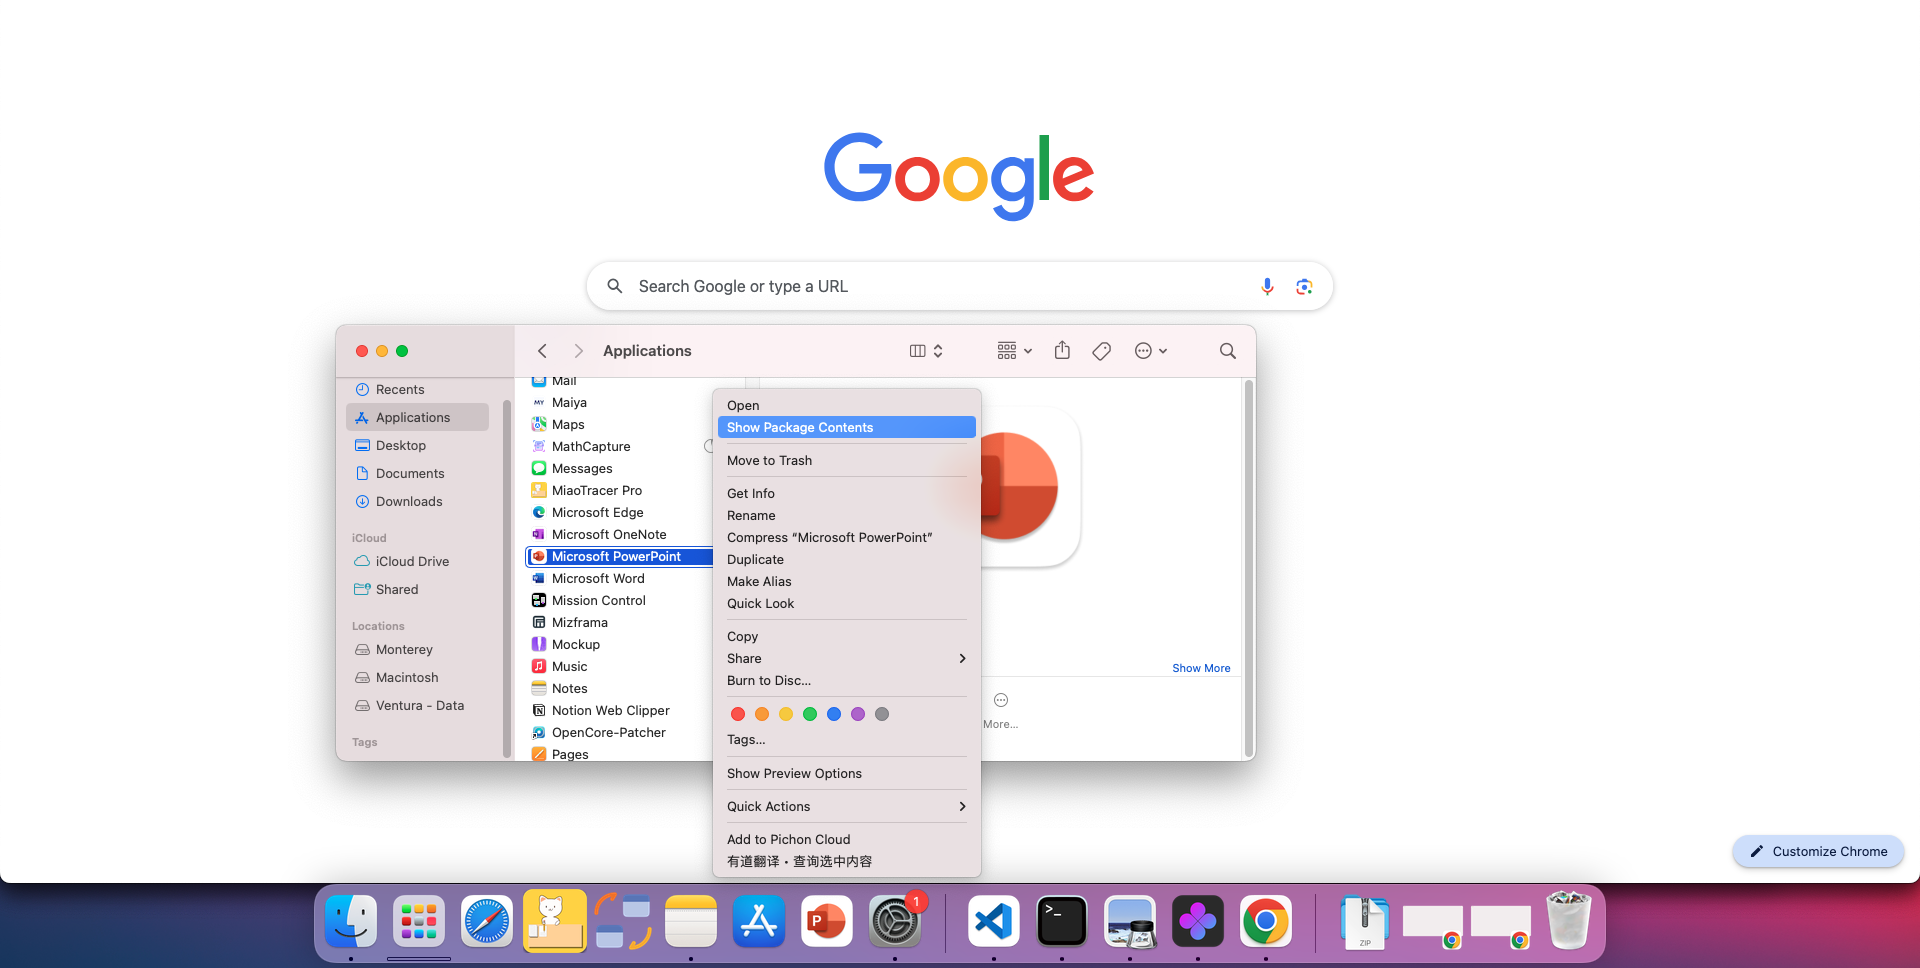 Google
Search Google or type a URL
Applications
Recents
Applications
Desktop
Documents
Downloads
iCloud
iCloud Drive
Shared
Locations
Monterey
Macintosh
Ventura - Data
Tags
Mail
MY Maiya
Maps
MathCapture
Messages
MiaoTracer Pro
Microsoft Edge
Microsoft OneNote
Microsoft PowerPoint
Microsoft Word
Mission Control
Mizframa
Mockup
Music
Notes
Notion Web Clipper
OpenCore-Patcher
Pages
Open
Show Package Contents
Move to Trash
Get Info
Rename
Compress “Microsoft PowerPoint”
Duplicate
Make Alias
Quick Look
Copy
Share
Burn to Disc...
Tags...
Show Preview Options
Quick Actions
Add to Pichon Cloud
有道翻译・查询选中内容
Show More
More...
Customize Chrome
P
1
>_
ZIP